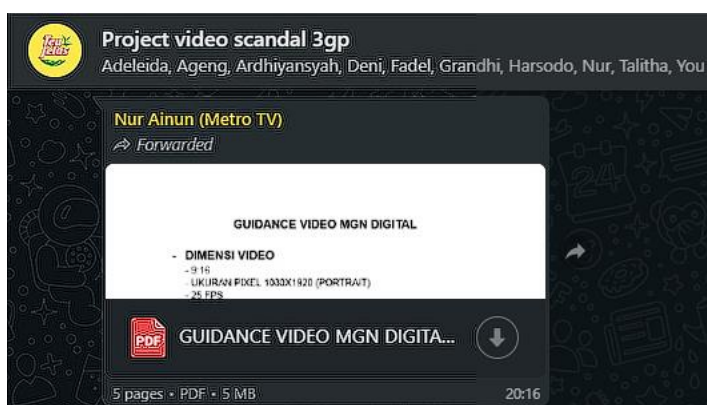 Project video scandal 3gp
Adeleida, Ageng, Ardhiyansyah, Deni, Fadel, Grandhi, Harsodo, Nur, Talitha, You
Nur Ainun (Metro TV)
Forwarded
GUIDANCE VIDEO MGN DIGITAL
- DIMENSI VIDEO
- 9:16
- UKURAN PIXEL 1080X1920 (PORTRAIT)
- 25 FPS
PDF
GUIDANCE VIDEO MGN DIGITA...
5 pages • PDF • 5 MB
20:16